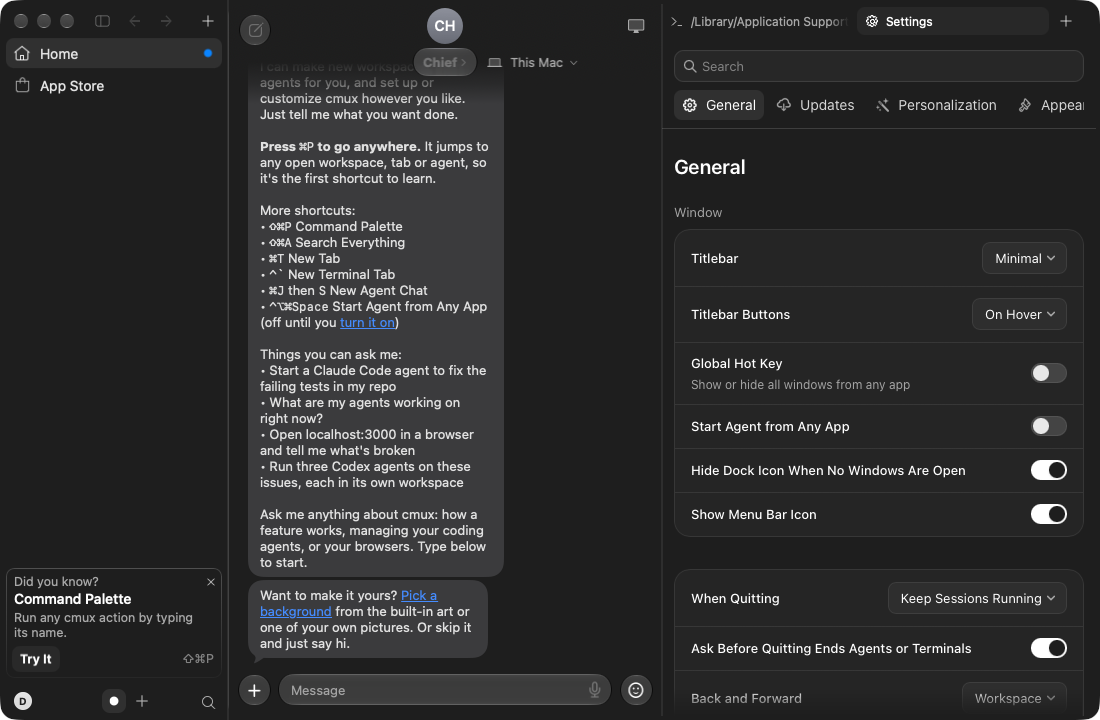 Home
App Store
Did you know?
Command Palette
Run any cmux action by typing
its name.
Try It
⇧⌘P
D
CH
Chief
This Mac
I can make new workspac
agents for you, and set up or
customize cmux however you like.
Just tell me what you want done.
Press ⌘P to go anywhere. It jumps to
any open workspace, tab or agent, so
it's the first shortcut to learn.
More shortcuts:
• ⇧⌘P Command Palette
• ⇧⌘A Search Everything
• ⌘T New Tab
• ^` New Terminal Tab
• ⌘J then S New Agent Chat
• ^⌥⌘Space Start Agent from Any App
(off until you turn it on)
Things you can ask me:
• Start a Claude Code agent to fix the
failing tests in my repo
• What are my agents working on
right now?
• Open localhost:3000 in a browser
and tell me what's broken
• Run three Codex agents on these
issues, each in its own workspace
Ask me anything about cmux: how a
feature works, managing your coding
agents, or your browsers. Type below
to start.
Want to make it yours? Pick a
background from the built-in art or
one of your own pictures. Or skip it
and just say hi.
Message
/Library/Application Support
Settings
Search
General
Updates
Personalization
Appear
General
Window
Titlebar
Minimal
Titlebar Buttons
On Hover
Global Hot Key
Show or hide all windows from any app
Start Agent from Any App
Hide Dock Icon When No Windows Are Open
Show Menu Bar Icon
When Quitting
Keep Sessions Running
Ask Before Quitting Ends Agents or Terminals
Back and Forward
Workspace